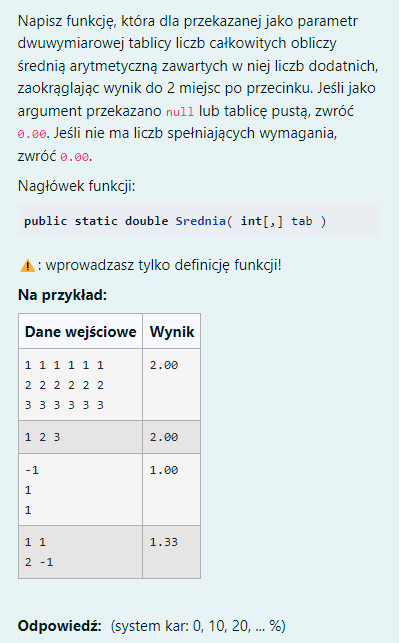 Napisz funkcję, która dla przekazanej jako parametr
dwuwymiarowej tablicy liczb całkowitych obliczy
średnią arytmetyczną zawartych w niej liczb dodatnich,
zaokrąglając wynik do 2 miejsc po przecinku. Jeśli jako
argument przekazano null lub tablicę pustą, zwróć
0.00. Jeśli nie ma liczb spełniających wymagania,
zwróć 0.00.
Nagłówek funkcji:
public static double Srednia( int[,] tab )
⚠: wprowadzasz tylko definicję funkcji!
Na przykład:
Dane wejściowe Wynik
1 1 1 1 1 1 2.00
2 2 2 2 2 2
3 3 3 3 3 3
1 2 3 2.00
-1 1.00
1
1
1 1 1.33
2 -1
Odpowiedź: (system kar: 0, 10, 20, ... %)